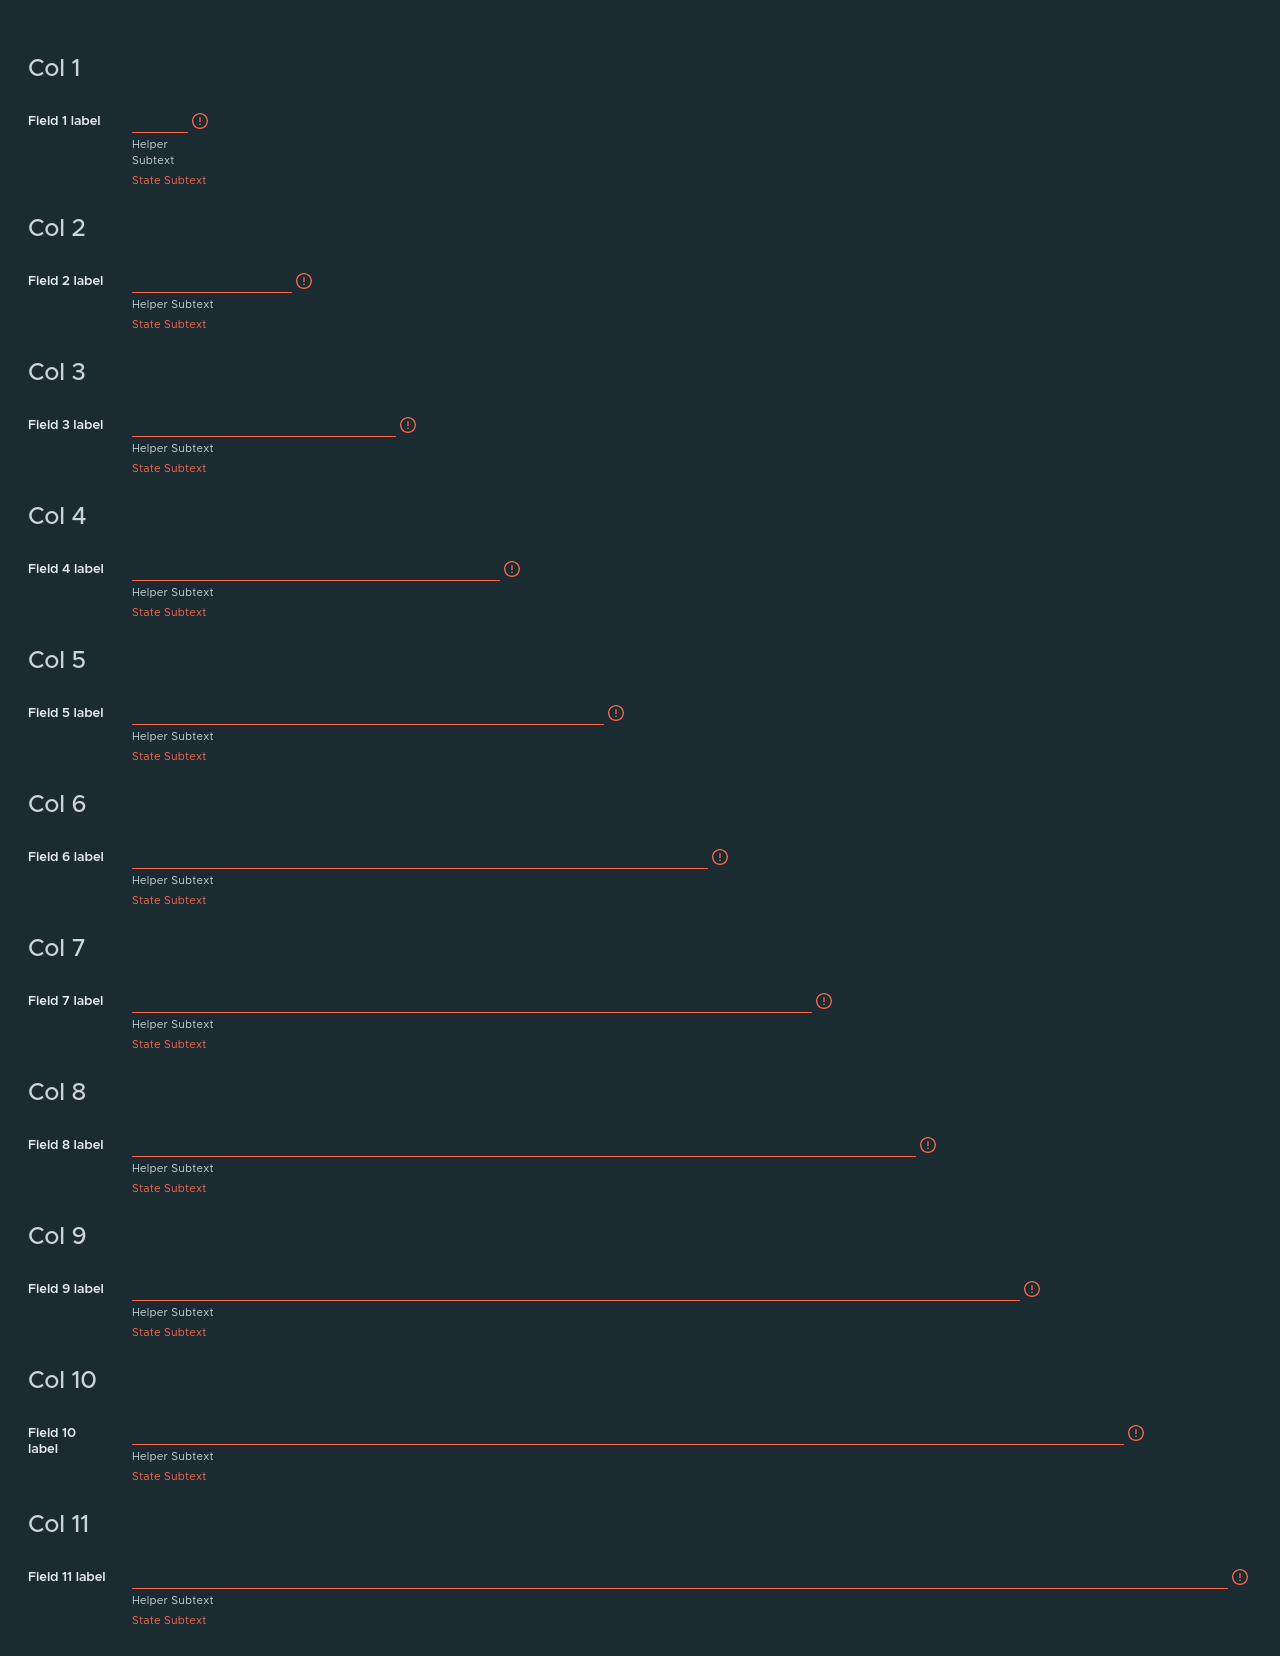 Col 1
Field 1 label
Helper
Subtext
State Subtext
Col 2
Field 2 label
Helper Subtext
State Subtext
Col 3
Field 3 label
Helper Subtext
State Subtext
Col 4
Field 4 label
Helper Subtext
State Subtext
Col 5
Field 5 label
Helper Subtext
State Subtext
Col 6
Field 6 label
Helper Subtext
State Subtext
Col 7
Field 7 label
Helper Subtext
State Subtext
Col 8
Field 8 label
Helper Subtext
State Subtext
Col 9
Field 9 label
Helper Subtext
State Subtext
Col 10
Field 10
label
Helper Subtext
State Subtext
Col 11
Field 11 label
Helper Subtext
State Subtext